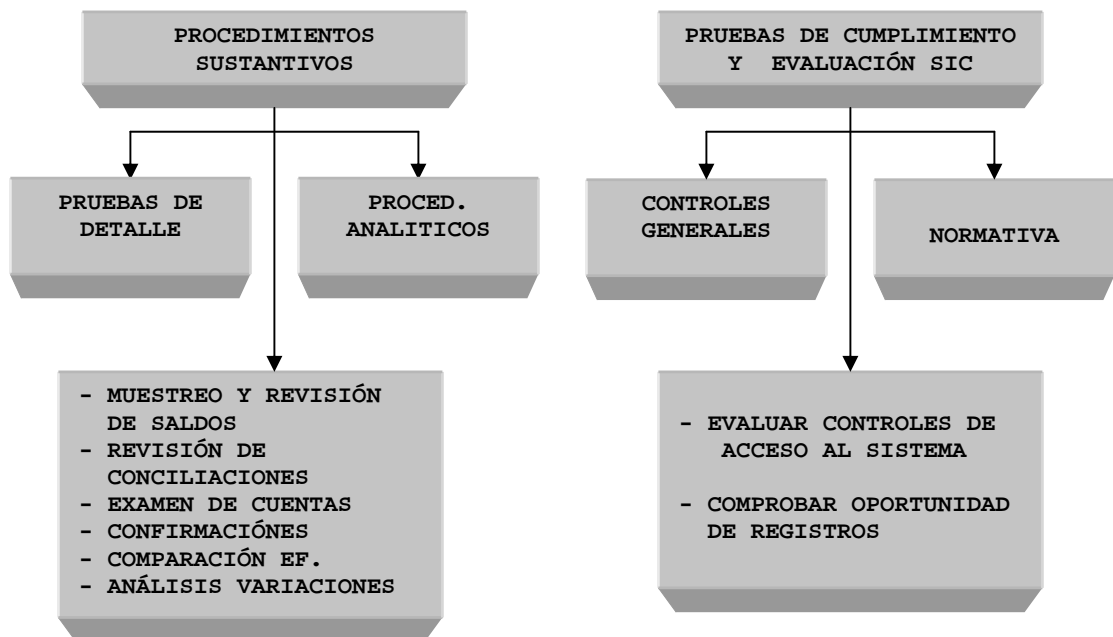 PROCEDIMIENTOS
SUSTANTIVOS
PRUEBAS DE CUMPLIMIENTO
Y EVALUACIÓN SIC
PRUEBAS DE
DETALLE
PROCED.
ANALITICOS
CONTROLES
GENERALES
NORMATIVA
- MUESTREO Y REVISIÓN
DE SALDOS
- REVISIÓN DE
CONCILIACIONES
- EXAMEN DE CUENTAS
- CONFIRMACIÓNES
- COMPARACIÓN EF.
- ANÁLISIS VARIACIONES
- EVALUAR CONTROLES DE
ACCESO AL SISTEMA
- COMPROBAR OPORTUNIDAD
DE REGISTROS